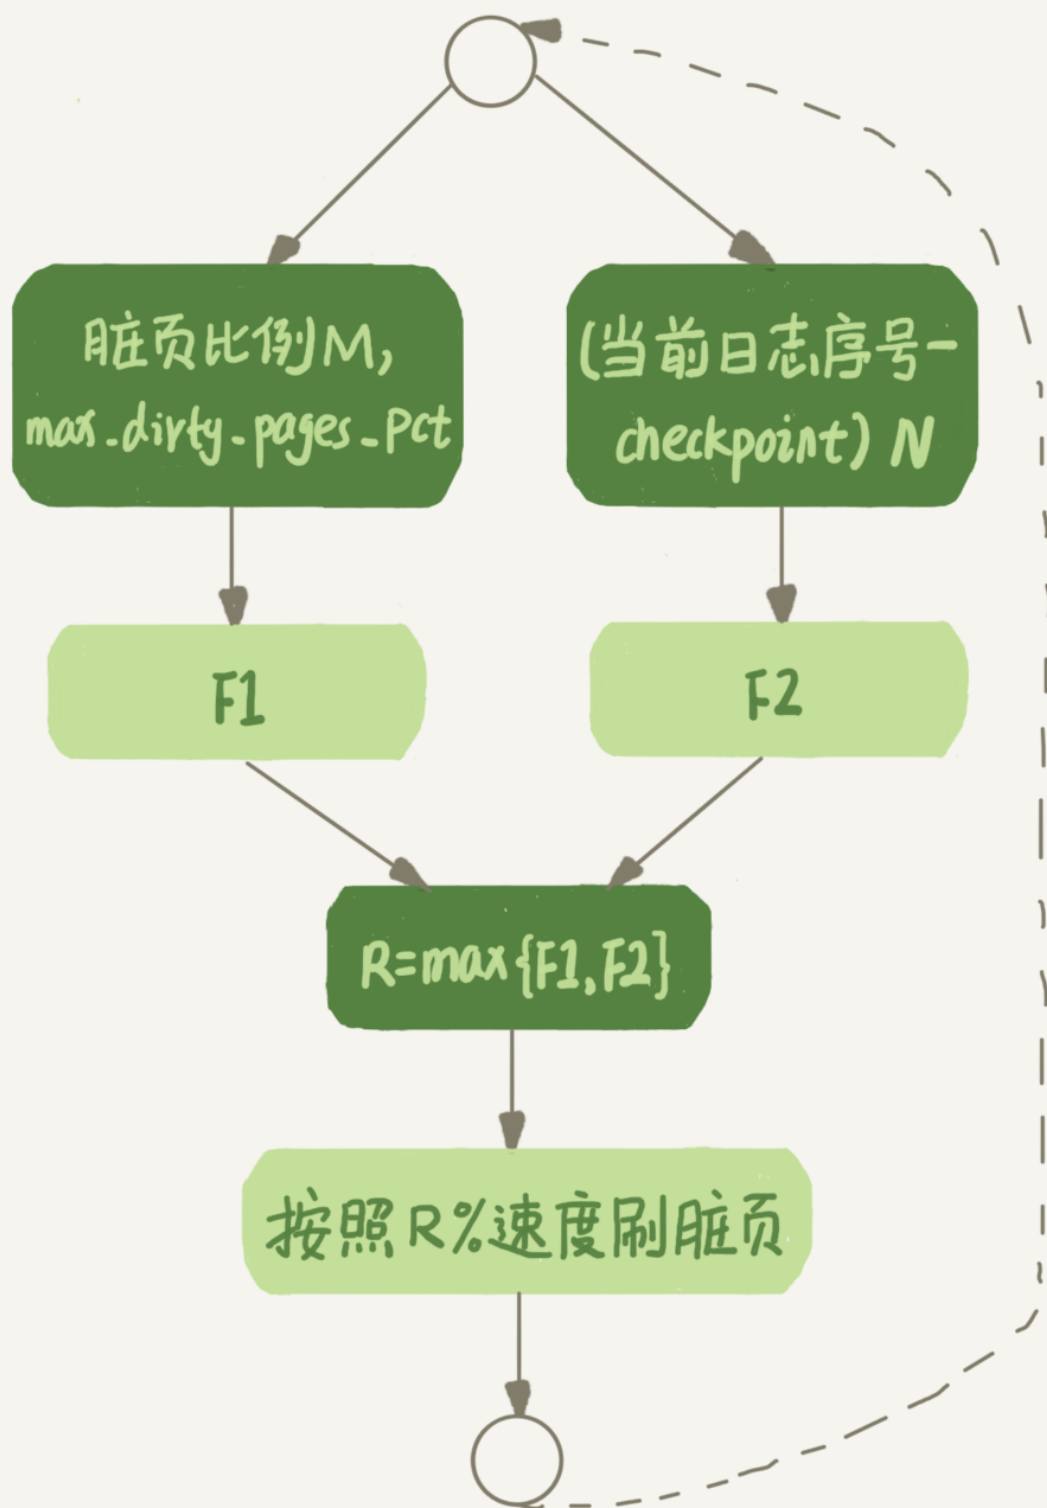 脏页比例M,
max_dirty_pages_pct
(当前日志序号-
checkpoint) N
F1
F2
R=max{F1,F2}
按照R%速度刷脏页